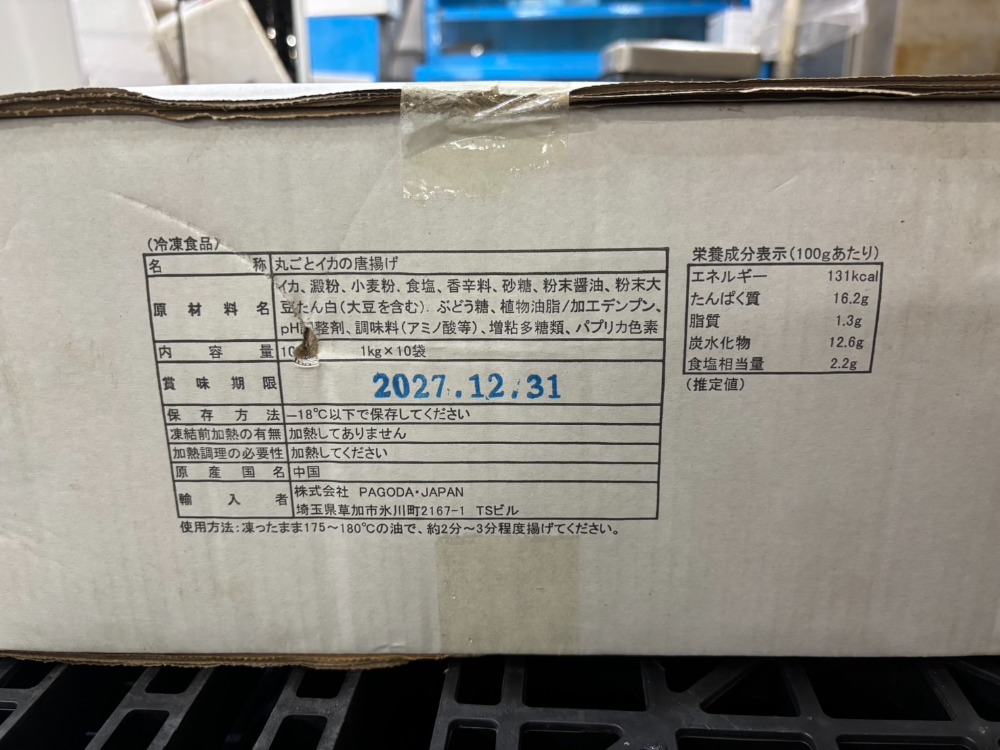 (冷凍食品)
名称 丸ごとイカの唐揚げ
原材料名 イカ、澱粉、小麦粉、食塩、香辛料、砂糖、粉末醤油、粉末大
豆たん白(大豆を含む)、ぶどう糖、植物油脂/加工デンプン、
pH 整剤、調味料(アミノ酸等)、増粘多糖類、パプリカ色素
内容量 10 1kg×10袋
賞味期限 2027.12.31
保存方法 -18℃以下で保存してください
凍結前加熱の有無 加熱してありません
加熱調理の必要性 加熱してください
原産国名 中国
輸入者 株式会社 PAGODA・JAPAN
埼玉県草加市氷川町2167-1 TSビル
使用方法:凍ったまま175~180℃の油で、約2分~3分程度揚げてください。
栄養成分表示(100gあたり)
エネルギー 131kcal
たんぱく質 16.2g
脂質 1.3g
炭水化物 12.6g
食塩相当量 2.2g
(推定値)